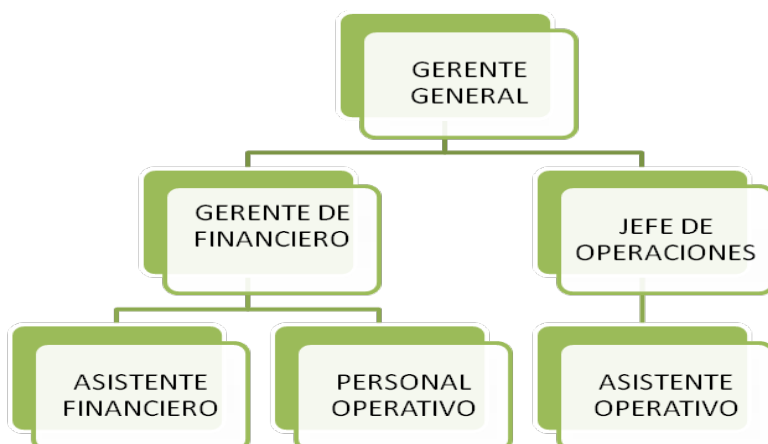 GERENTE
GENERAL
GERENTE DE
FINANCIERO
JEFE DE
OPERACIONES
ASISTENTE
FINANCIERO
PERSONAL
OPERATIVO
ASISTENTE
OPERATIVO